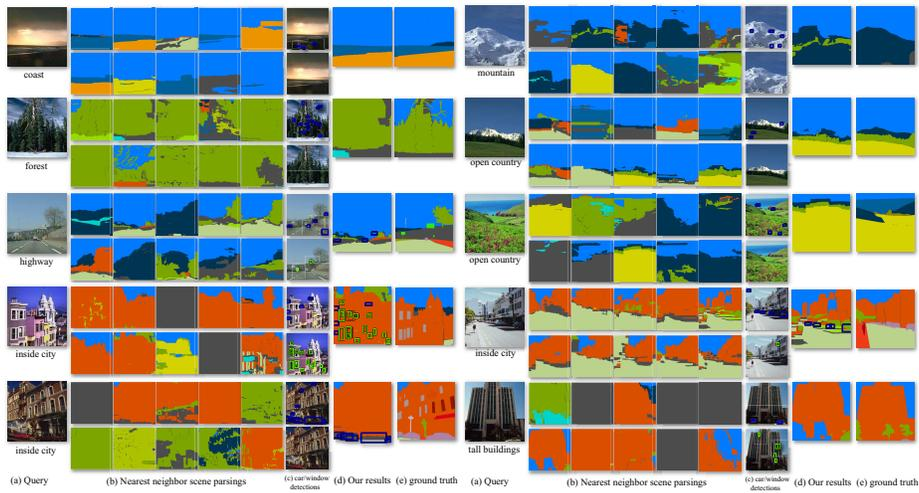 coast
mountain
forest
open country
highway
open country
inside city
inside city
inside city
tall buildings
(a) Query
(b) Nearest neighbor scene parsings
(c) car/window
detections
(d) Our results
(e) ground truth
(a) Query
(b) Nearest neighbor scene parsings
(c) car/window
detections
(d) Our results
(e) ground truth